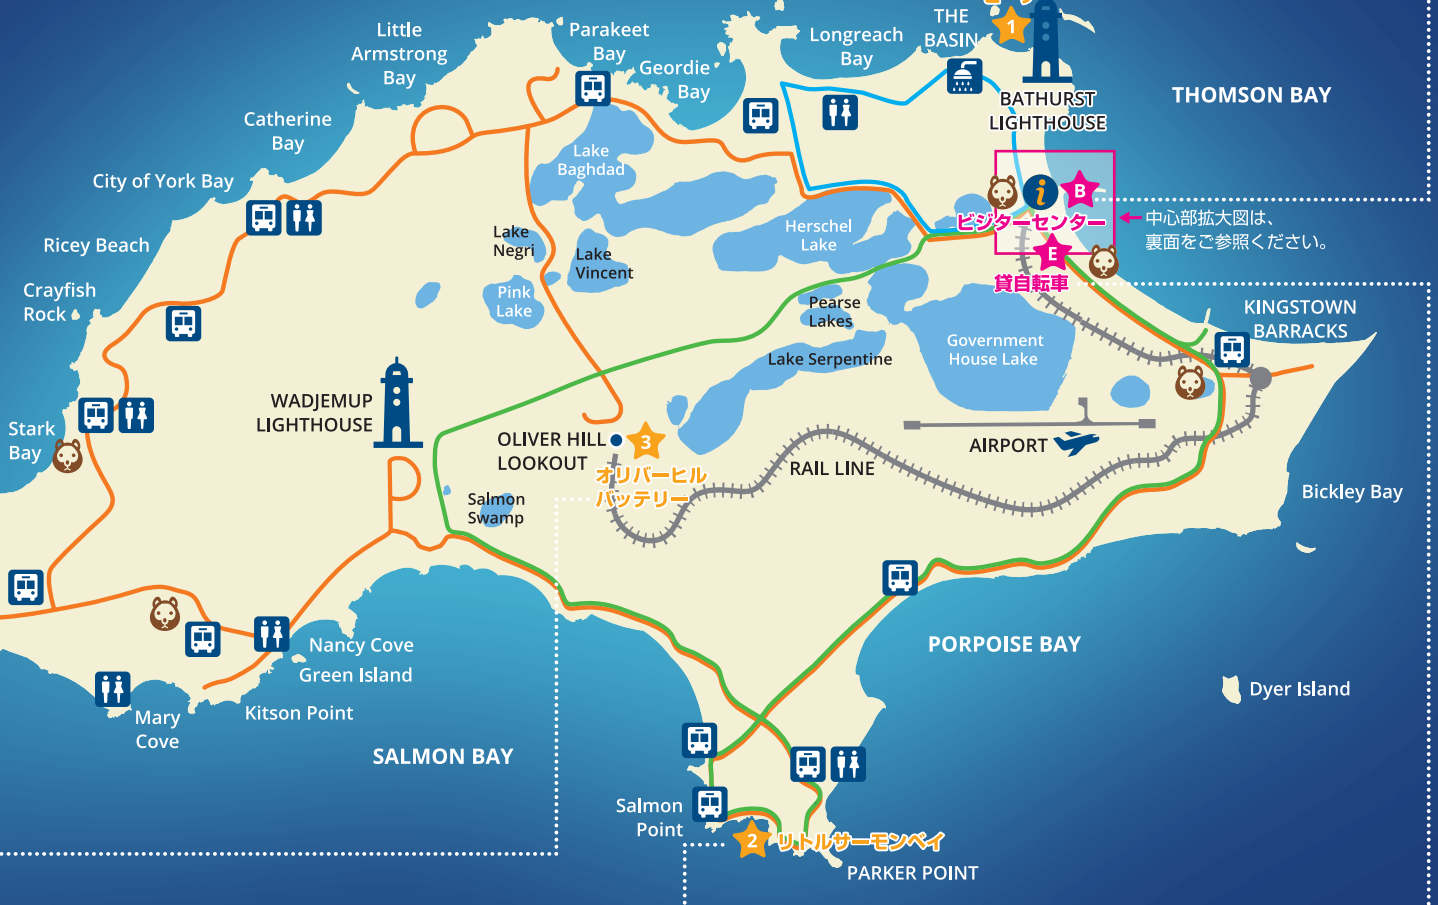 THE
BASIN
1
Little
Armstrong
Bay
Parakeet
Bay
Longreach
Bay
Geordie
Bay
BATHURST
LIGHTHOUSE
THOMSON BAY
Catherine
Bay
Lake
Baghdad
City of York Bay
i
B
ビジターセンター
中心部拡大図は、
裏面をご参照ください。
Ricey Beach
Lake
Negri
Lake
Vincent
Herschel
Lake
E
貸自転車
Crayfish
Rock
Pink
Lake
Pearse
Lakes
KINGSTOWN
BARRACKS
Government
House Lake
Lake Serpentine
WADJEMUP
LIGHTHOUSE
Stark
Bay
OLIVER HILL
LOOKOUT
3
オリバーヒル
バッテリー
AIRPORT
RAIL LINE
Salmon
Swamp
Bickley Bay
Nancy Cove
Green Island
Kitson Point
Mary
Cove
PORPOISE BAY
Dyer Island
SALMON BAY
Salmon
Point
2
リトルサーモンベイ
PARKER POINT